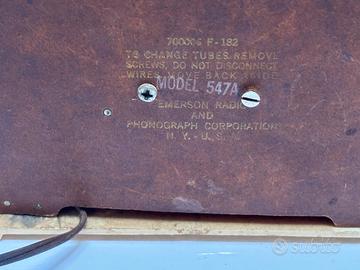 700006 F-182
TO CHANGE TUBES REMOVE
SCREWS, DO NOT DISCONNECT
WIRES, MOVE BACK ASIDE
MODEL 547A
EMERSON RADIO
AND
PHONOGRAPH CORPORATION
N. Y. - U. S. A.
subito